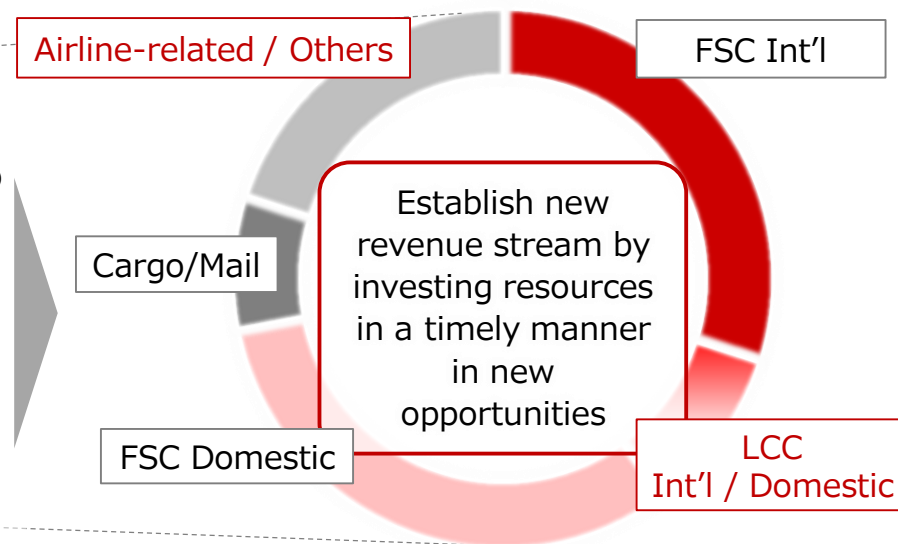 Airline-related / Others
FSC Int’l
Establish new
revenue stream by
investing resources
in a timely manner
in new
opportunities
Cargo/Mail
FSC Domestic
LCC
Int’l / Domestic